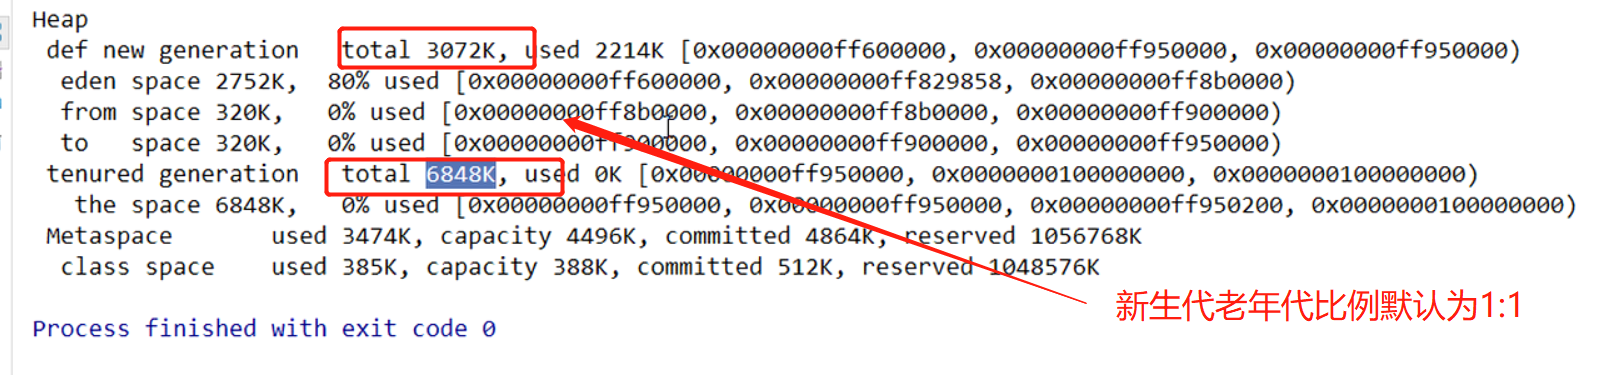 Heap
def new generation   total 3072K, used 2214K [0x00000000ff600000, 0x00000000ff950000, 0x00000000ff950000)
eden space 2752K,  80% used [0x00000000ff600000, 0x00000000ff829858, 0x00000000ff8b0000)
from space 320K,   0% used [0x00000000ff8b0000, 0x00000000ff8b0000, 0x00000000ff900000)
to   space 320K,   0% used [0x00000000ff900000, 0x00000000ff900000, 0x00000000ff950000)
tenured generation   total 6848K, used 0K [0x00000000ff950000, 0x0000000100000000, 0x0000000100000000)
the space 6848K,   0% used [0x00000000ff950000, 0x00000000ff950000, 0x00000000ff950200, 0x0000000100000000)
Metaspace       used 3474K, capacity 4496K, committed 4864K, reserved 1056768K
class space    used 385K, capacity 388K, committed 512K, reserved 1048576K
新生代老年代比例默认为1:1
Process finished with exit code 0